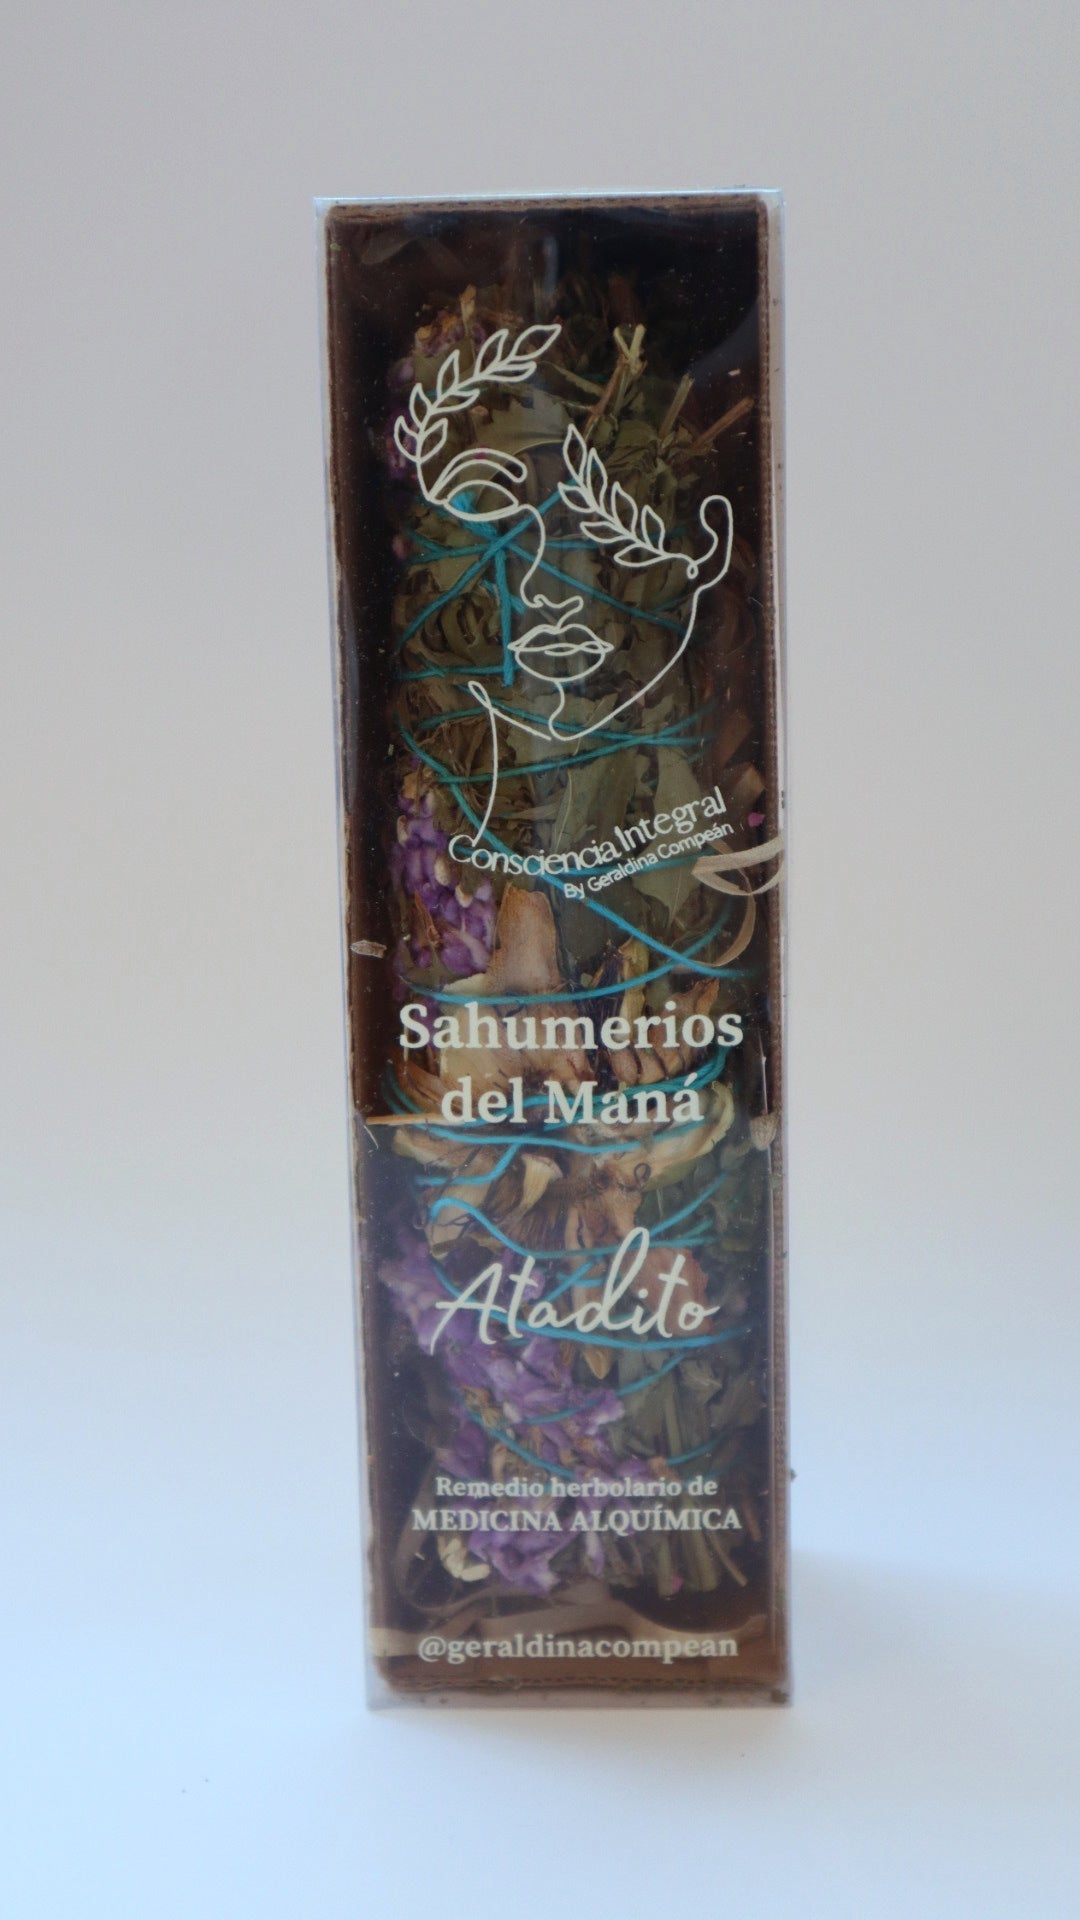 Consciencia Integral
By Geraldina Compeán
Sahumerios
del Maná
Atadito
Remedio herbolario de
MEDICINA ALQUÍMICA
@geraldinacompean